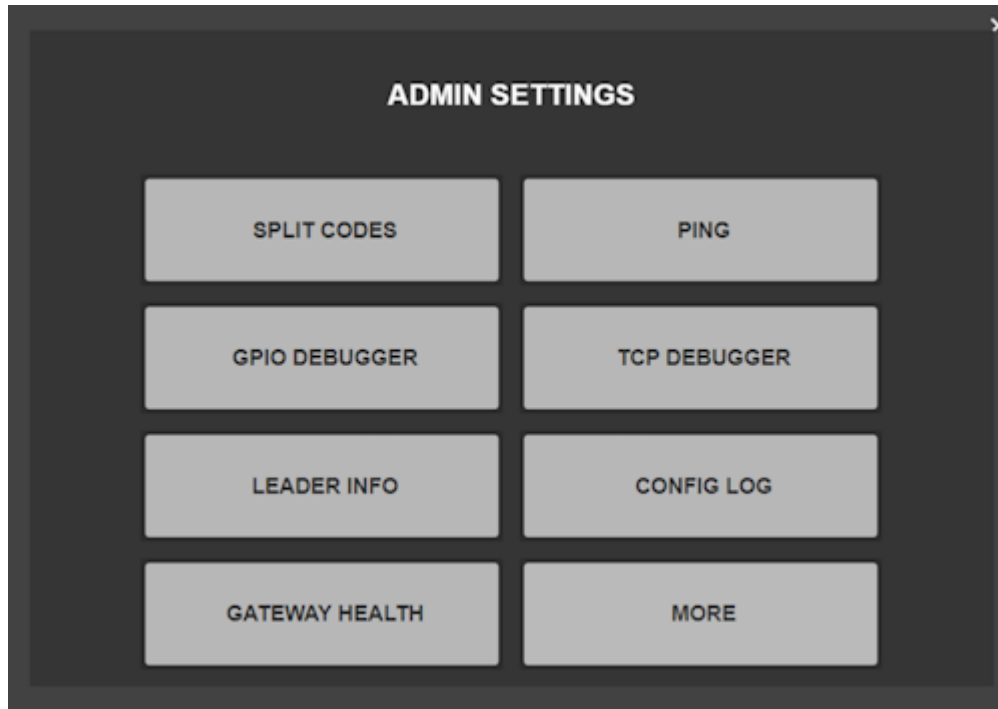 ADMIN SETTINGS
SPLIT CODES
PING
GPIO DEBUGGER
TCP DEBUGGER
LEADER INFO
CONFIG LOG
GATEWAY HEALTH
MORE